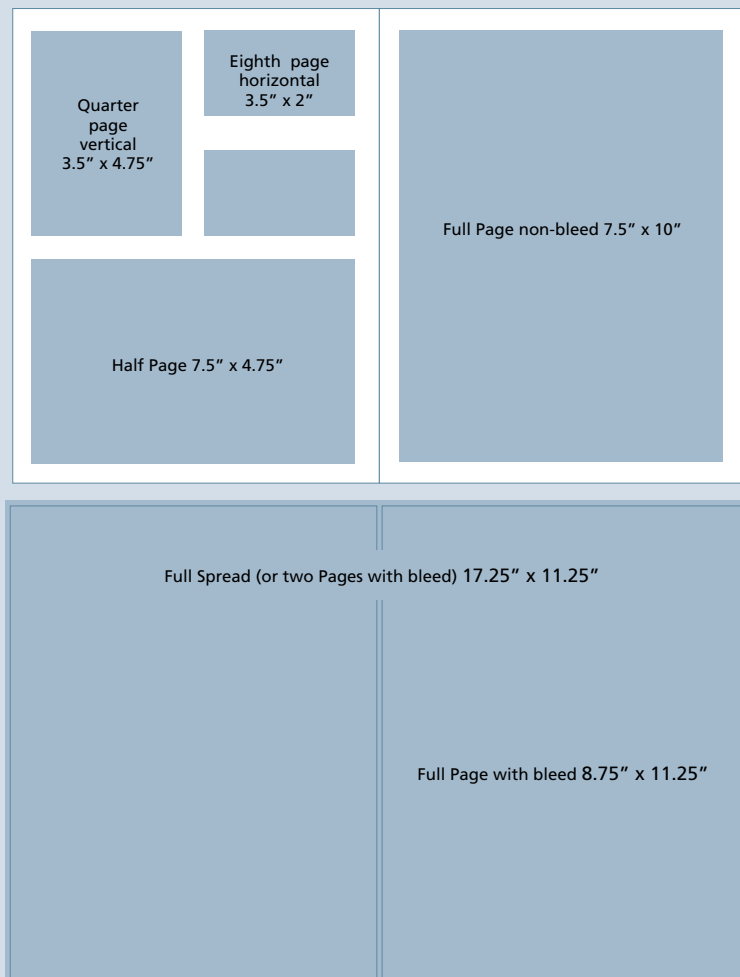 Quarter
page
vertical
3.5” x 4.75”
Eighth page
horizontal
3.5” x 2”
Half Page 7.5” x 4.75”
Full Page non-bleed 7.5” x 10”
Full Spread (or two Pages with bleed) 17.25” x 11.25”
Full Page with bleed 8.75” x 11.25”